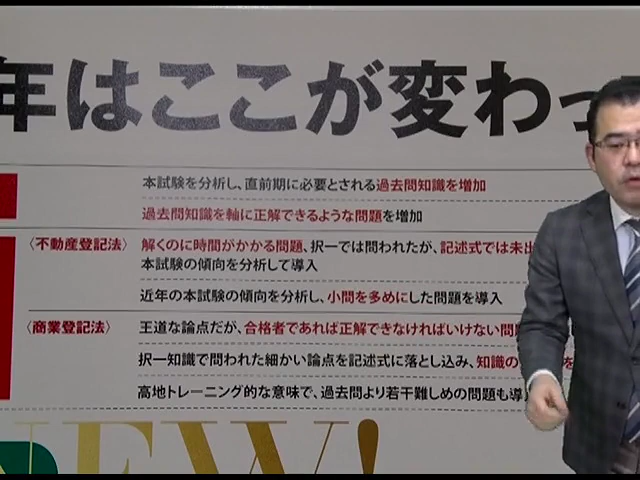 年はここが変わっ
本試験を分析し、直前期に必要とされる過去問知識を増加
過去問知識を軸に正解できるような問題を増加
〈不動産登記法〉 解くのに時間がかかる問題、択一では問われたが、記述式では未出
本試験の傾向を分析して導入
近年の本試験の傾向を分析し、小問を多めにした問題を導入
〈商業登記法〉 王道な論点だが、合格者であれば正解できなければいけない問
択一知識で問われた細かい論点を記述式に落とし込み、知識の を
高地トレーニング的な意味で、過去問より若干難しめの問題も導
NEW!